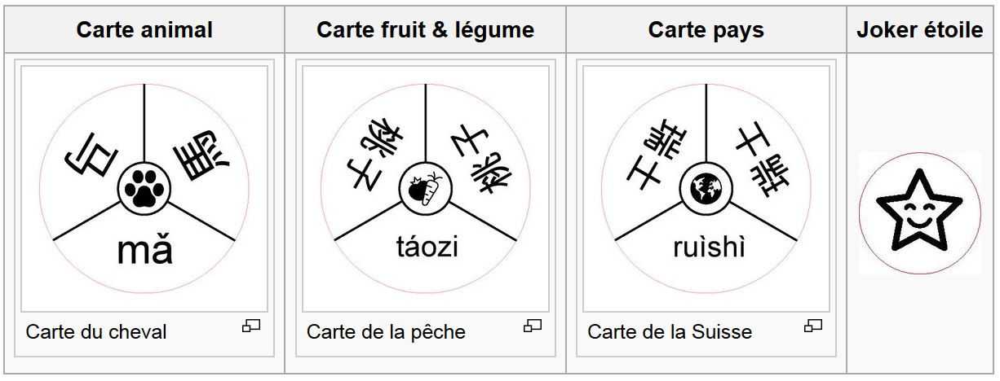 Carte animal
Carte fruit & légume
Carte pays
Joker étoile
马
馬
mǎ
Carte du cheval
桃子
桃子
táozi
Carte de la pêche
瑞士
瑞士
ruìshì
Carte de la Suisse